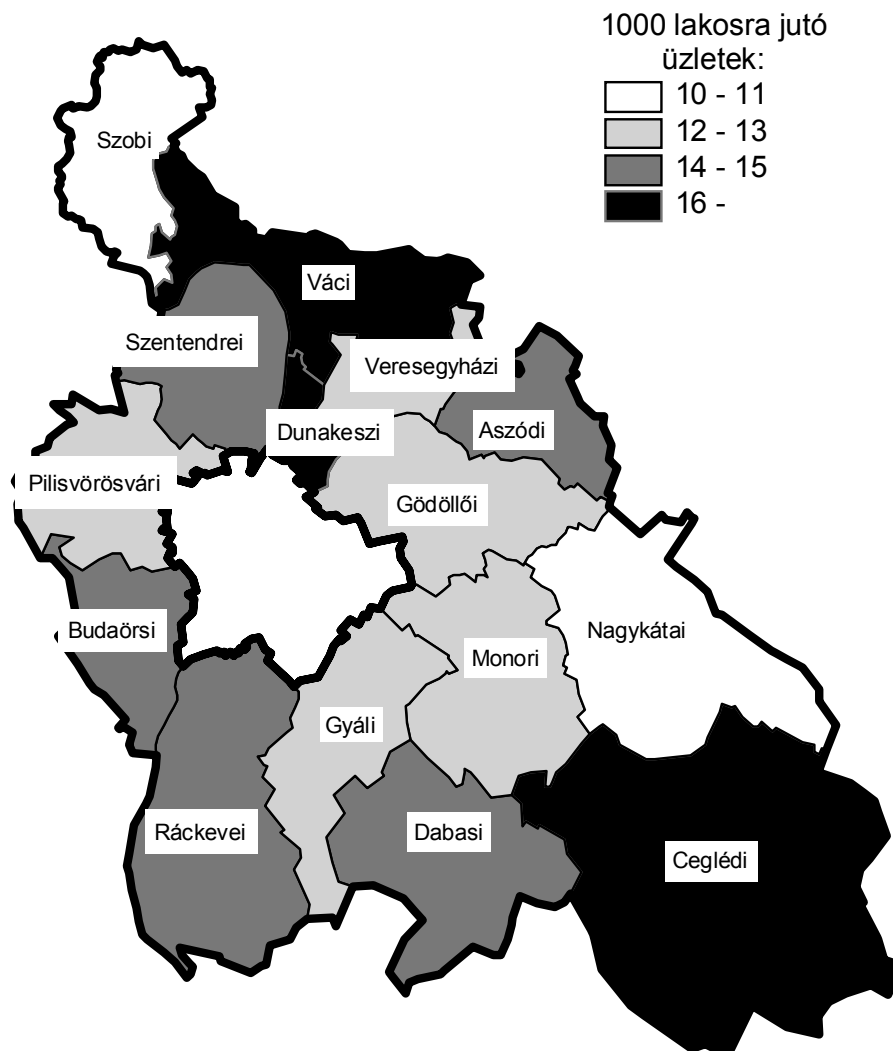 1000 lakosra jutó
üzletek:
10 - 11
12 - 13
14 - 15
16 -
Szobi
Váci
Szentendrei
Veresegyházi
Dunakeszi
Aszódi
Pilisvörösvári
Gödöllői
Budaörsi
Nagykátai
Monori
Gyáli
Ráckevei
Dabasi
Ceglédi